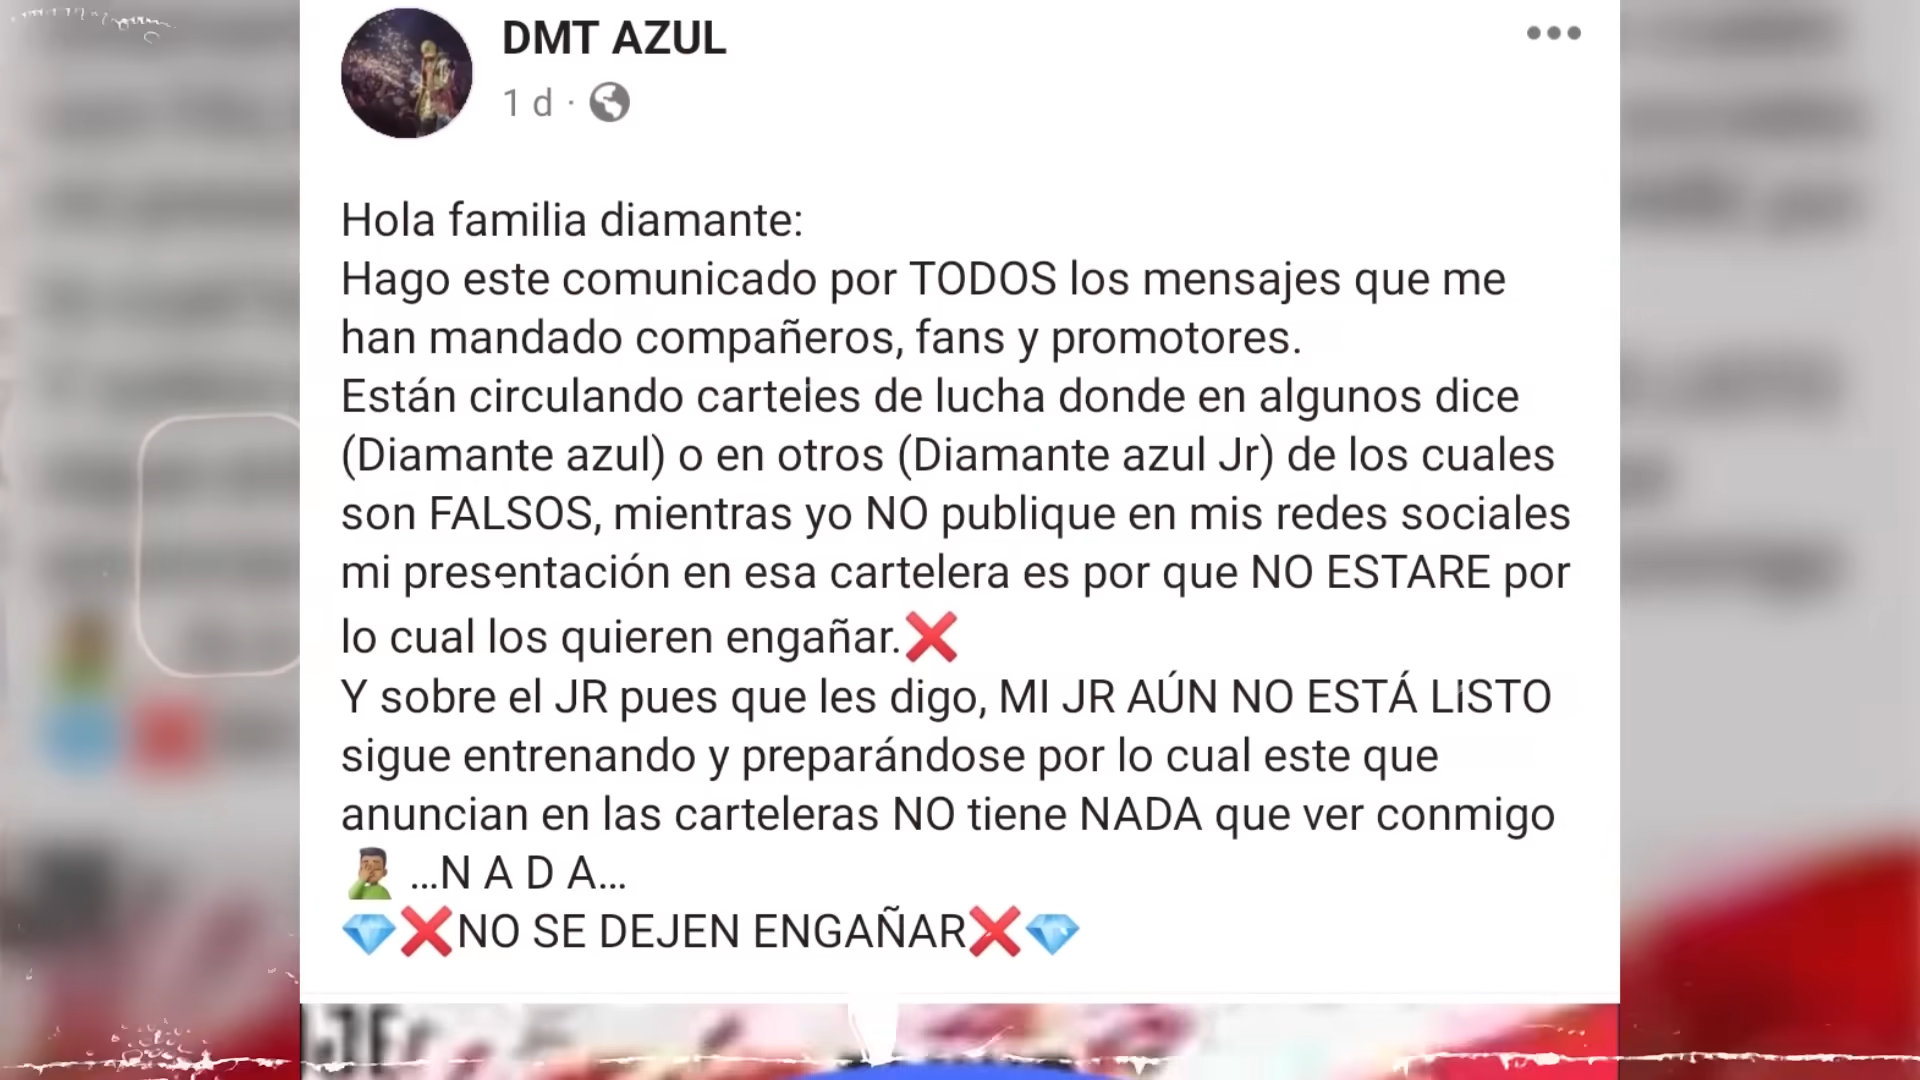 DMT AZUL
1 d ·
Hola familia diamante:
Hago este comunicado por TODOS los mensajes que me
han mandado compañeros, fans y promotores.
Están circulando carteles de lucha donde en algunos dice
(Diamante azul) o en otros (Diamante azul Jr) de los cuales
son FALSOS, mientras yo NO publique en mis redes sociales
mi presentación en esa cartelera es por que NO ESTARE por
lo cual los quieren engañar.❌
Y sobre el JR pues que les digo, MI JR AÚN NO ESTÁ LISTO
sigue entrenando y preparándose por lo cual este que
anuncian en las carteleras NO tiene NADA que ver conmigo
🤦🏽‍♂️ ...N A D A...
💎❌NO SE DEJEN ENGAÑAR❌💎